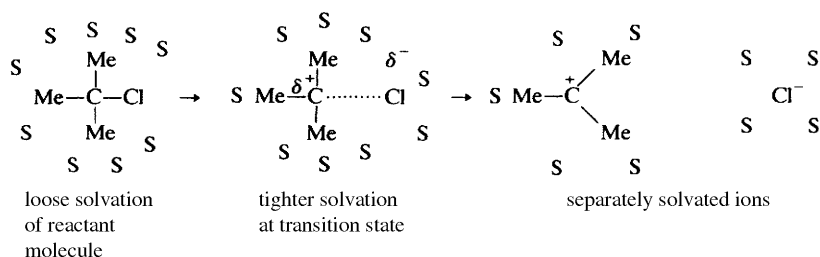 S S S S S S S S S S
Me
Me—C—Cl
Me
S S S S S S S S S S
Me
δ+
δ−
S Me—C········Cl
Me
S S S S S S S S S
Me
S Me—C+
Me
Cl−
loose solvation
of reactant
molecule
tighter solvation
at transition state
separately solvated ions